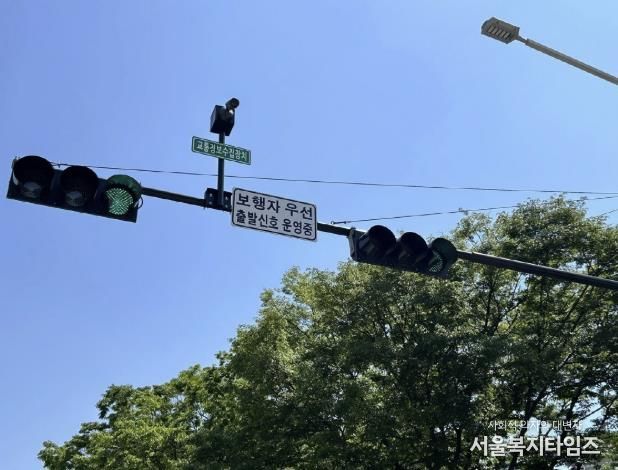 교통정보수집장치
보행자 우선
출발신호 운영중
서울복지타임즈